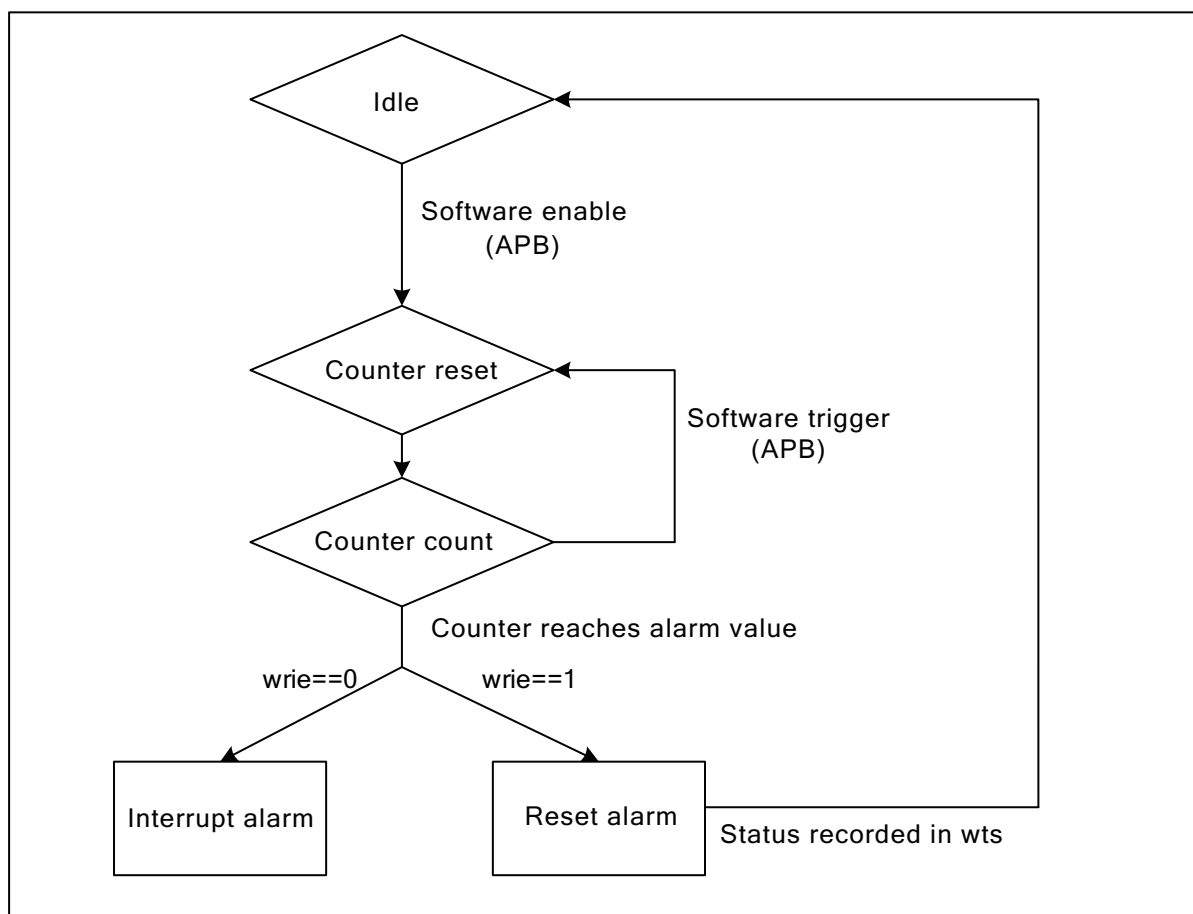 Idle
Software enable
(APB)
Counter reset
Software trigger
(APB)
Counter count
Counter reaches alarm value
wrie==0
wrie==1
Interrupt alarm
Reset alarm
Status recorded in wts